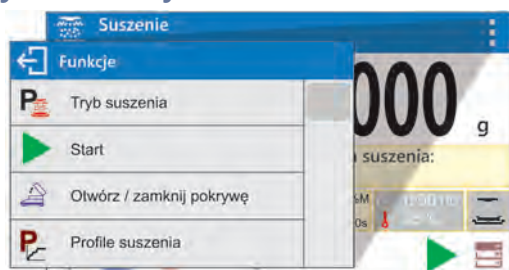 Suszenie
Funkcje
Tryb suszenia
Start
Otwórz / zamknij pokrywę
Profile suszenia
000
g
suszenia: